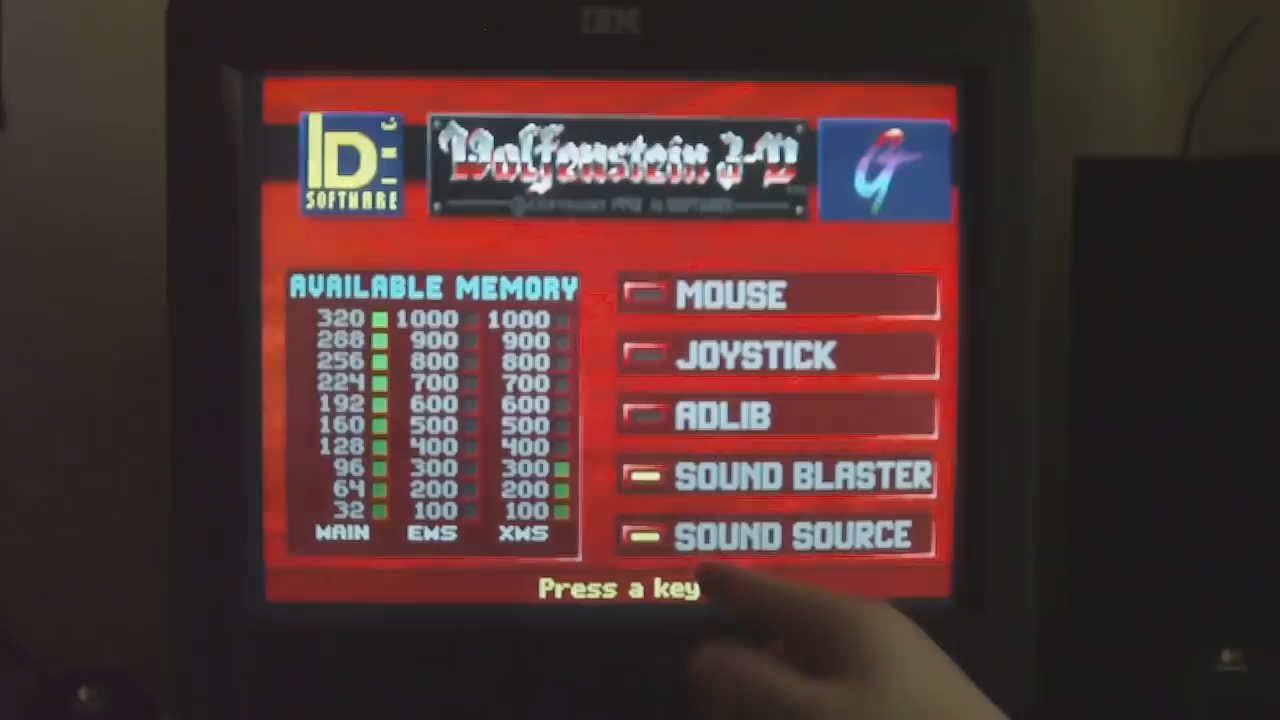 IBM
ID
SOFTWARE
Wolfenstein 3-D
G
AVAILABLE MEMORY
320 1000 1000
288 900 900
256 800 800
224 700 700
192 600 600
160 500 500
128 400 400
96 300 300
64 200 200
32 100 100
MAIN EMS XMS
MOUSE
JOYSTICK
ADLIB
SOUND BLASTER
SOUND SOURCE
Press a key